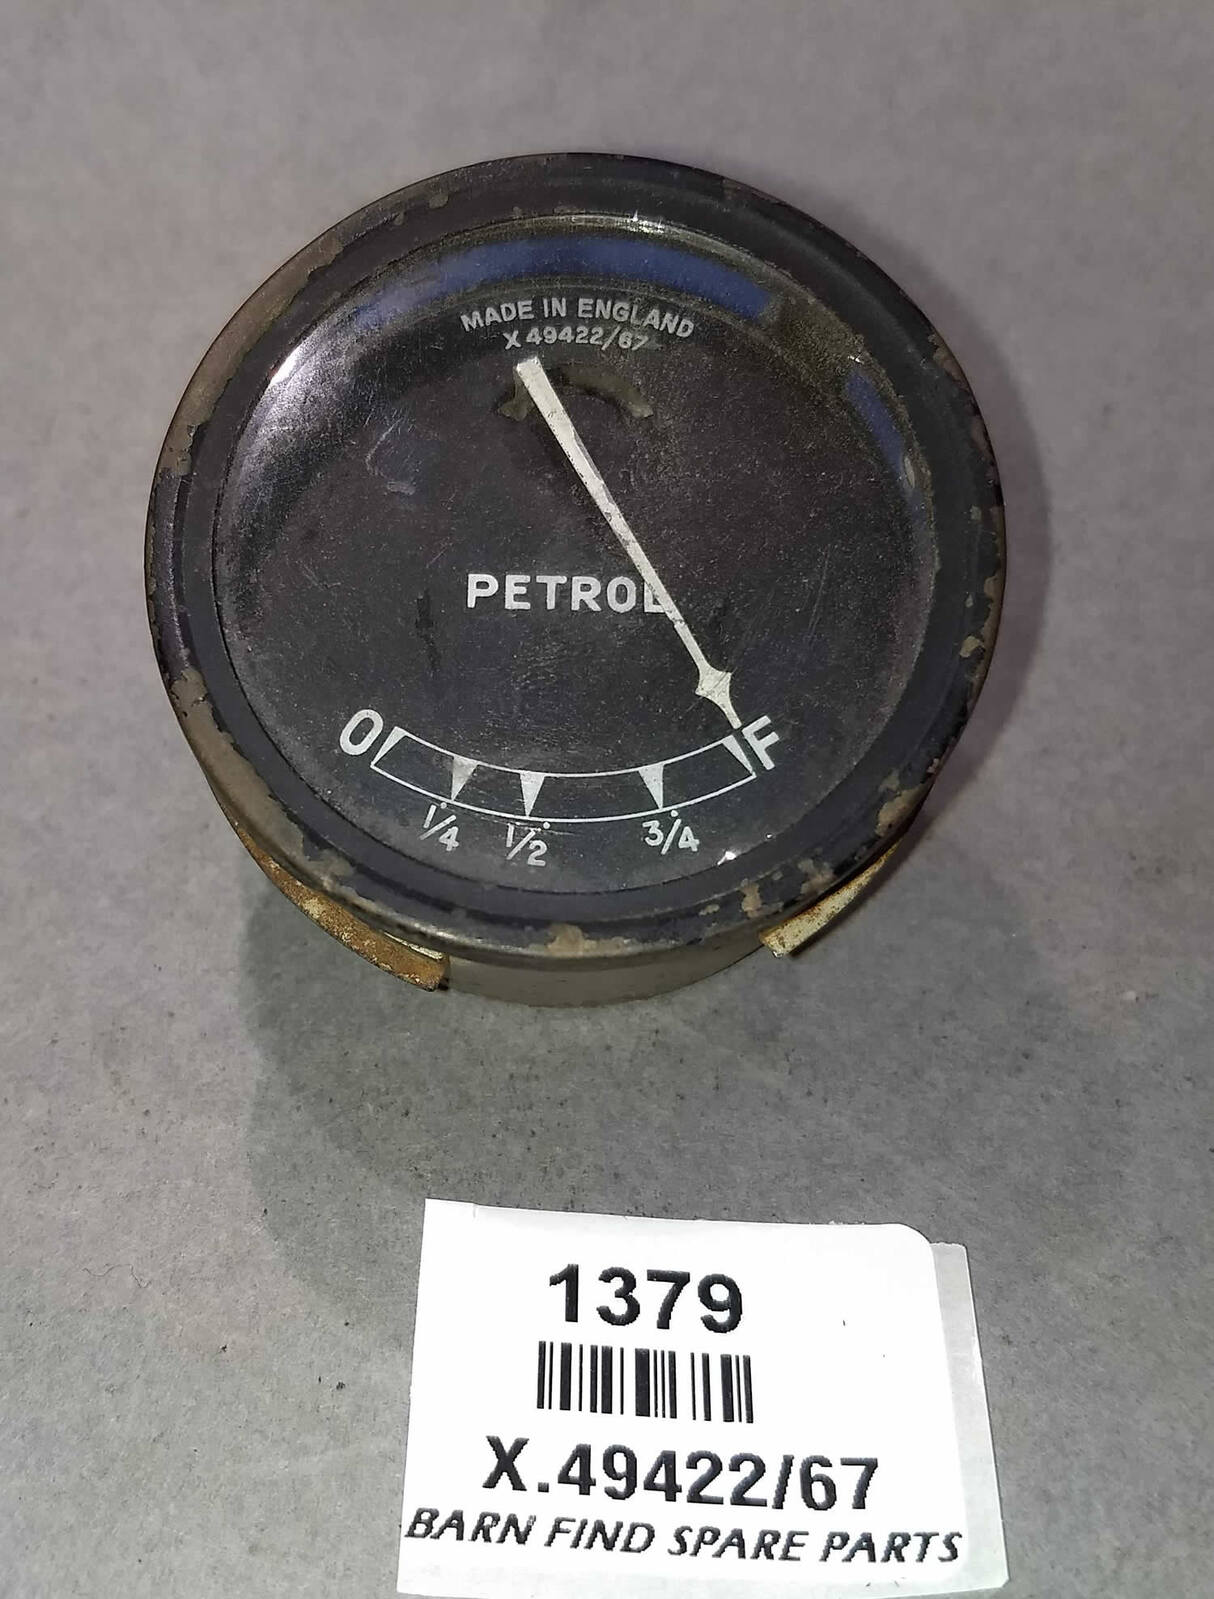 MADE IN ENGLAND
X 49422/67
PETROL
O F
1/4 1/2 3/4
1379
X.49422/67
BARN FIND SPARE PARTS